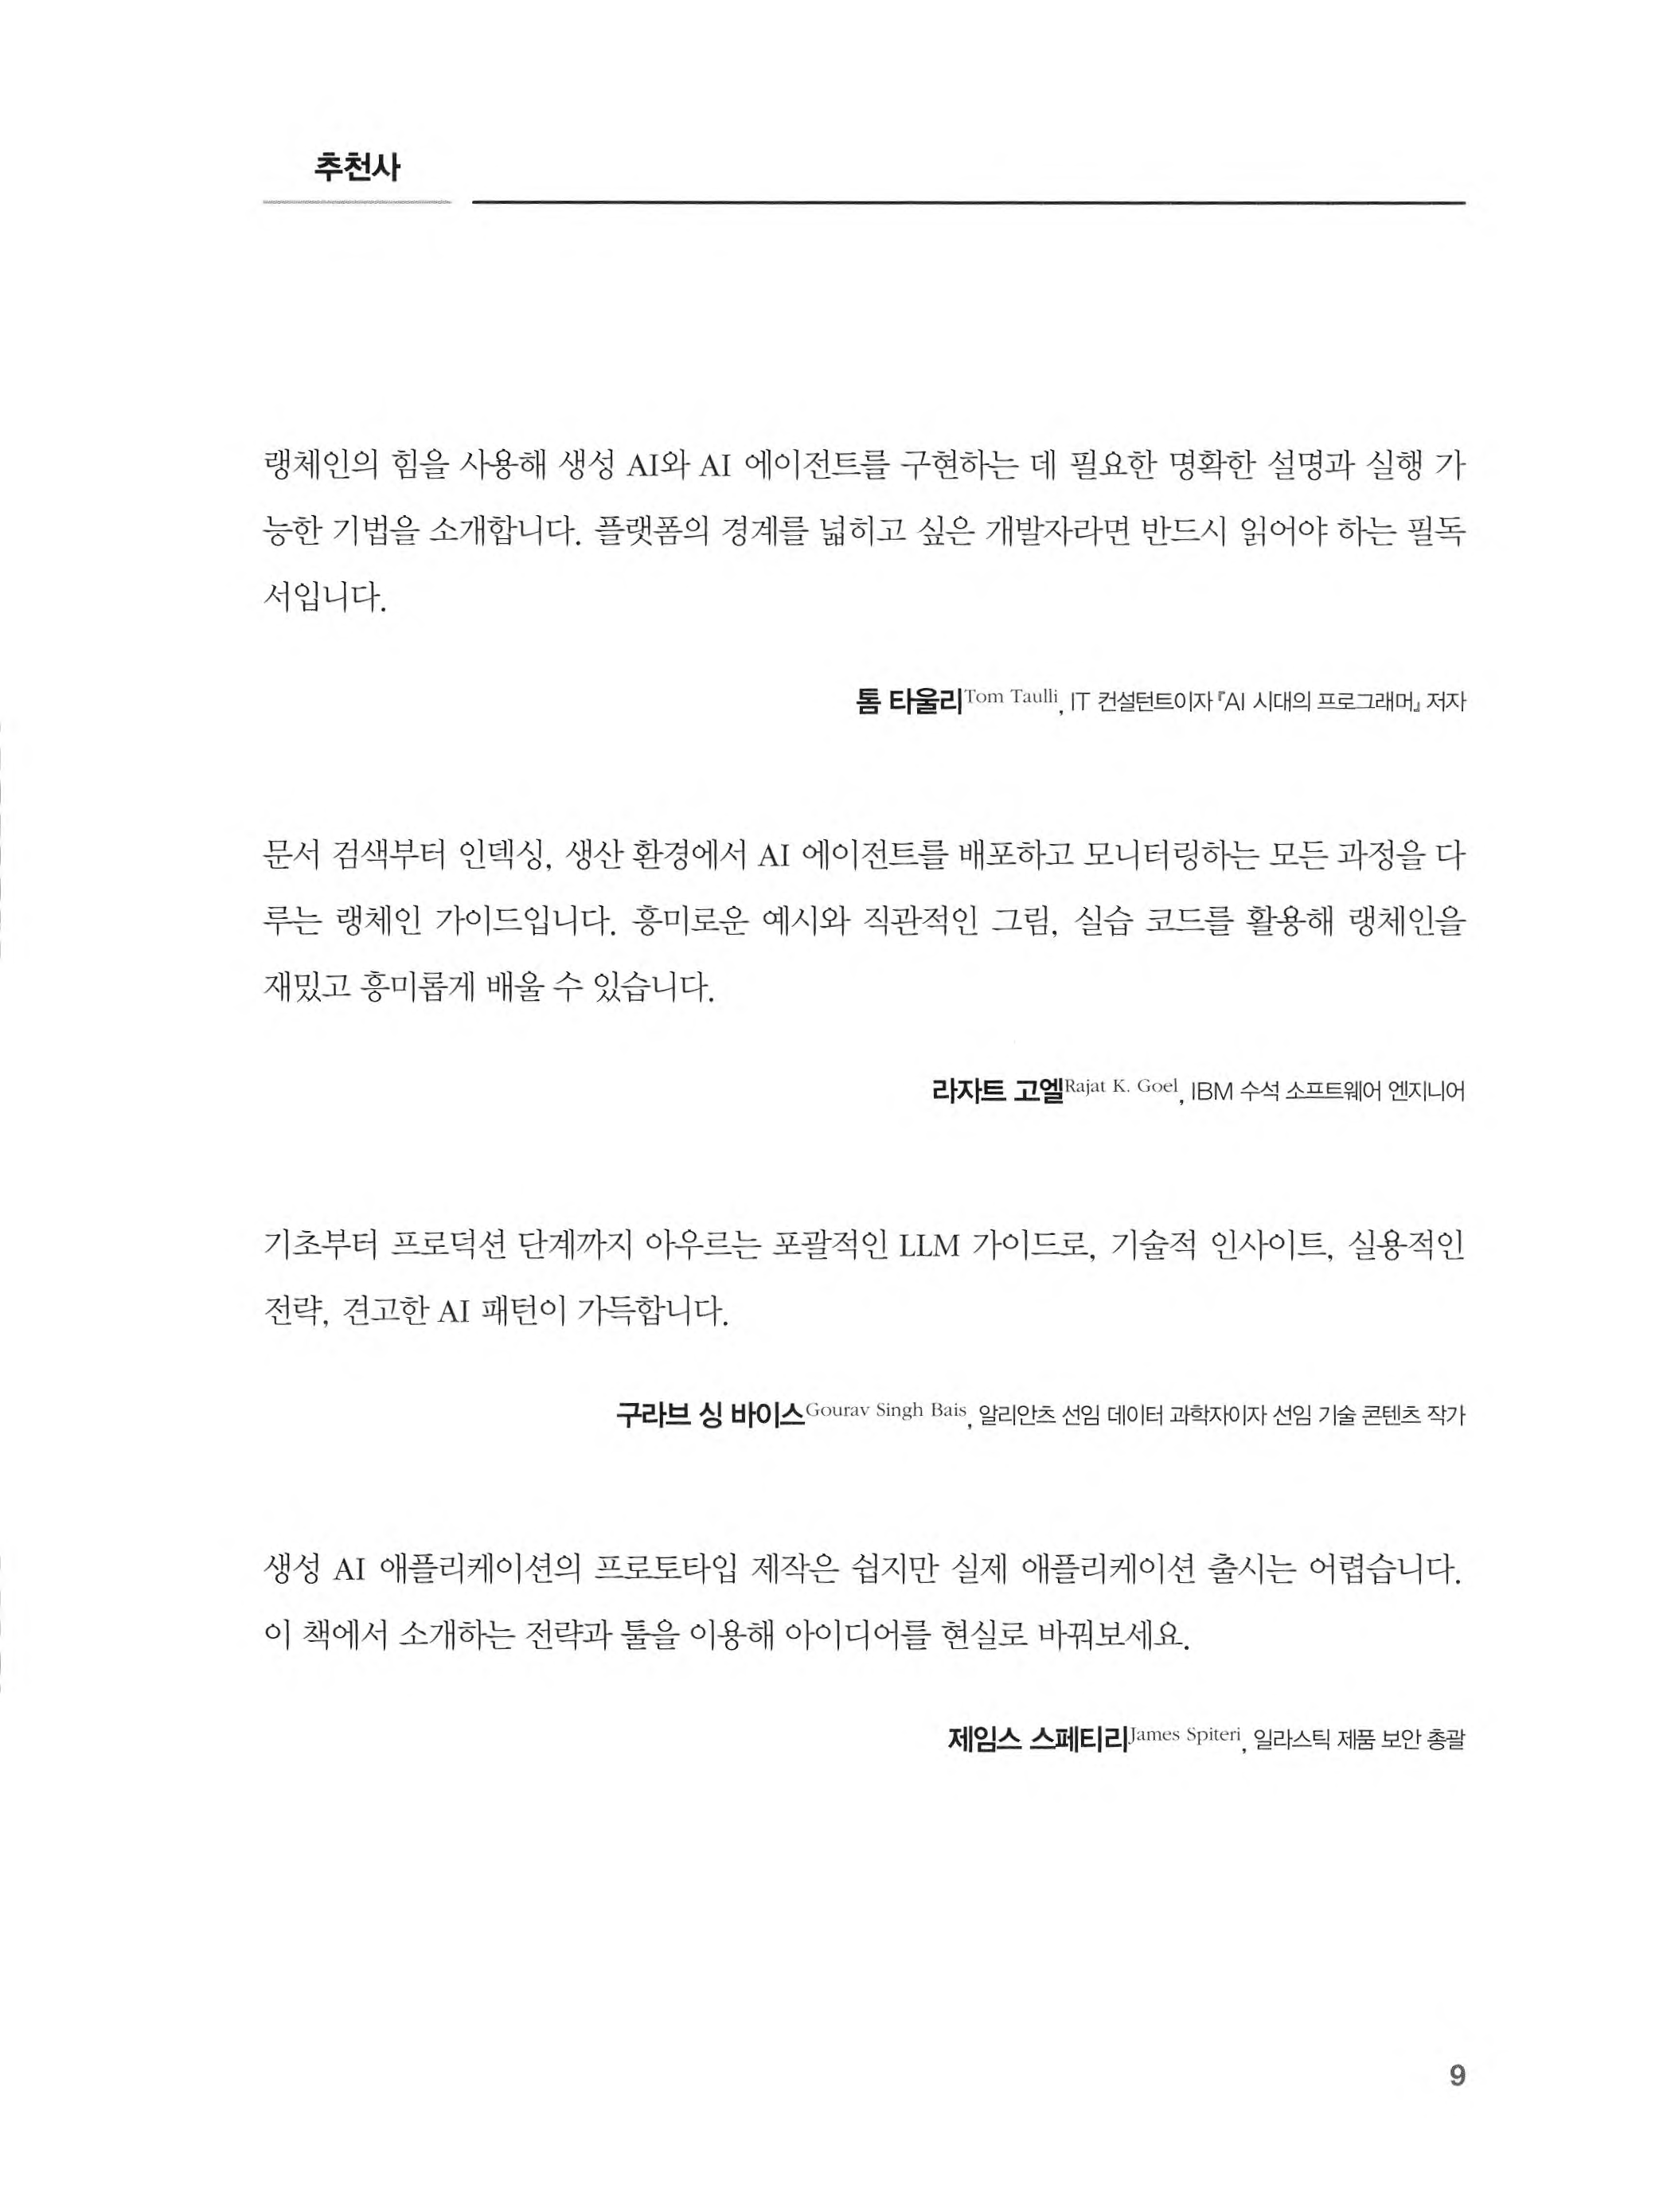 추천사
랭체인의 힘을 사용해 생성 AI와 AI 에이전트를 구현하는 데 필요한 명확한 설명과 실행 가
능한 기법을 소개합니다. 플랫폼의 경계를 넓히고 싶은 개발자라면 반드시 읽어야 하는 필독
서입니다.
톰 타울리Tom Taulli, IT 컨설턴트이자 『AI 시대의 프로그래머』 저자
문서 검색부터 인덱싱, 생산 환경에서 AI 에이전트를 배포하고 모니터링하는 모든 과정을 다
루는 랭체인 가이드입니다. 흥미로운 예시와 직관적인 그림, 실습 코드를 활용해 랭체인을
재밌고 흥미롭게 배울 수 있습니다.
라자트 고엘Rajat K. Goel, IBM 수석 소프트웨어 엔지니어
기초부터 프로덕션 단계까지 아우르는 포괄적인 LLM 가이드로, 기술적 인사이트, 실용적인
전략, 견고한 AI 패턴이 가득합니다.
구라브 싱 바이스Gourav Singh Bais, 알리안츠 선임 데이터 과학자이자 선임 기술 콘텐츠 작가
생성 AI 애플리케이션의 프로토타입 제작은 쉽지만 실제 애플리케이션 출시는 어렵습니다.
이 책에서 소개하는 전략과 툴을 이용해 아이디어를 현실로 바꿔보세요.
제임스 스페티리James Spiteri, 일라스틱 제품 보안 총괄
9